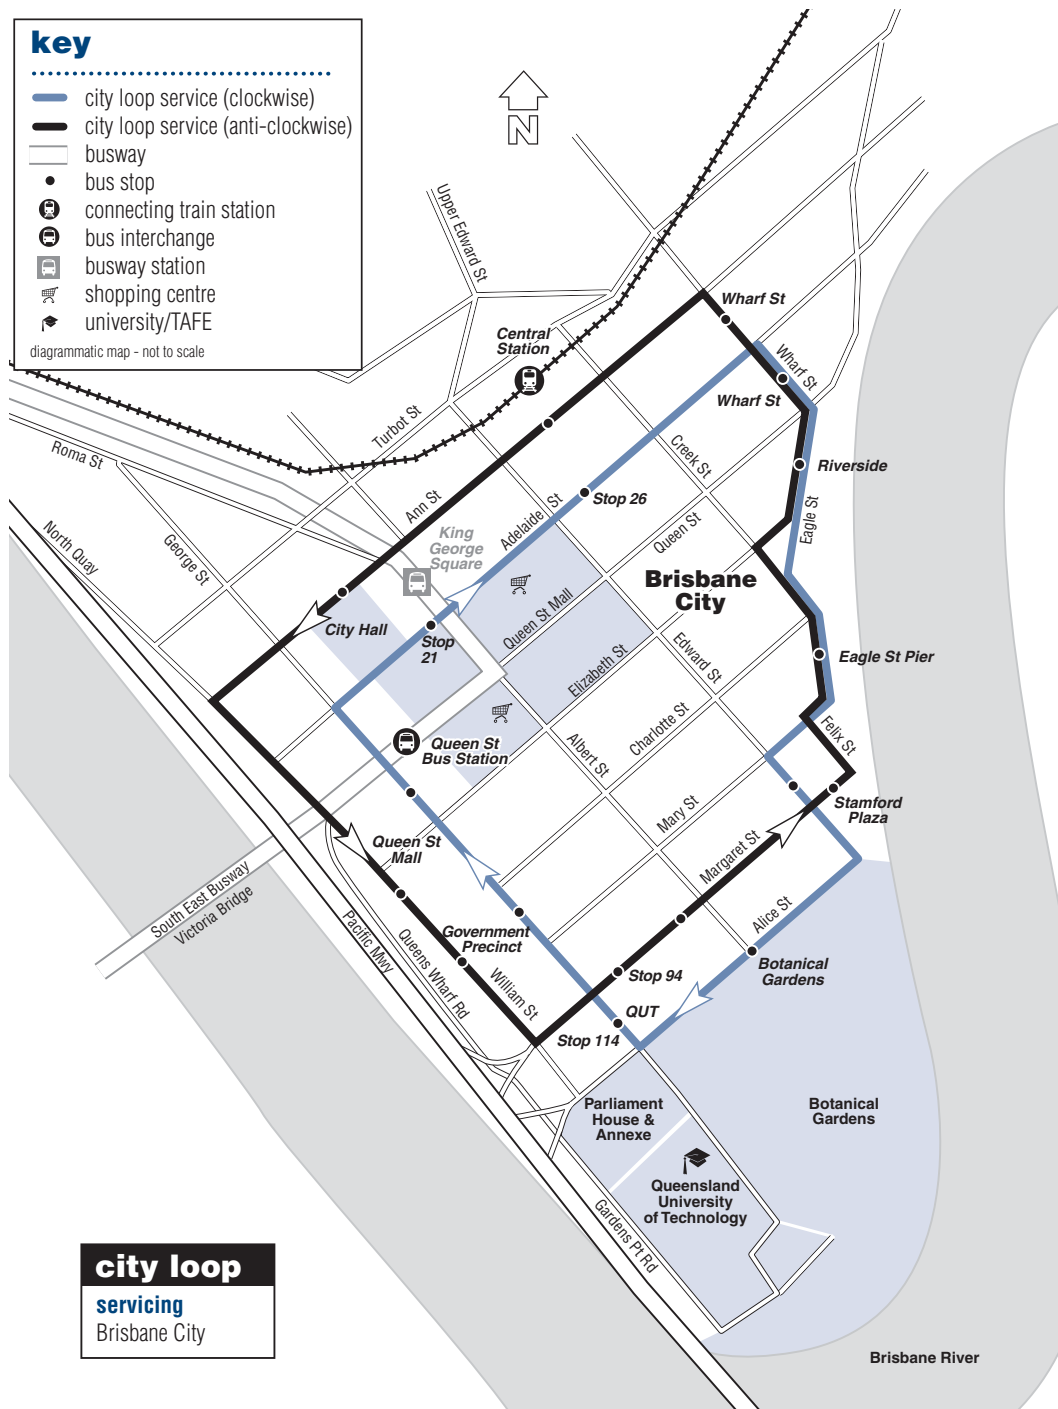 key
city loop service (clockwise)
city loop service (anti-clockwise)
busway
bus stop
connecting train station
bus interchange
busway station
shopping centre
university/TAFE
diagrammatic map - not to scale
N
Upper Edward St
Wharf St
Central
Station
Wharf St
Wharf St
Turbot St
Roma St
Creek St
Riverside
Ann St
Stop 26
Adelaide St
Eagle St
North Quay
George St
King
George
Square
Queen St
Brisbane
City
Queen St Mall
City Hall
Stop
21
Edward St
Eagle St Pier
Elizabeth St
Charlotte St
Felix St
Queen St
Bus Station
Albert St
Stamford
Plaza
Mary St
Queen St
Mall
Margaret St
South East Busway
Victoria Bridge
Pacific Mwy
Queens Wharf Rd
Government
Precinct
Alice St
Botanical
Gardens
William St
Stop 94
QUT
Stop 114
Parliament
House &
Annexe
Botanical
Gardens
Queensland
University
of Technology
Gardens Pt Rd
city loop
servicing
Brisbane City
Brisbane River